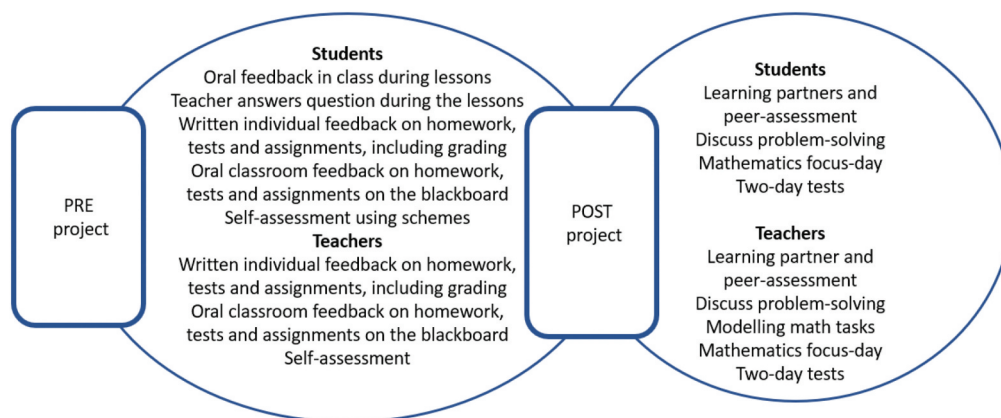 PRE
project
Students
Oral feedback in class during lessons
Teacher answers question during the lessons
Written individual feedback on homework,
tests and assignments, including grading
Oral classroom feedback on homework,
tests and assignments on the blackboard
Self-assessment using schemes
Teachers
Written individual feedback on homework,
tests and assignments, including grading
Oral classroom feedback on homework,
tests and assignments on the blackboard
Self-assessment
POST
project
Students
Learning partners and
peer-assessment
Discuss problem-solving
Mathematics focus-day
Two-day tests
Teachers
Learning partner and
peer-assessment
Discuss problem-solving
Modelling math tasks
Mathematics focus-day
Two-day tests